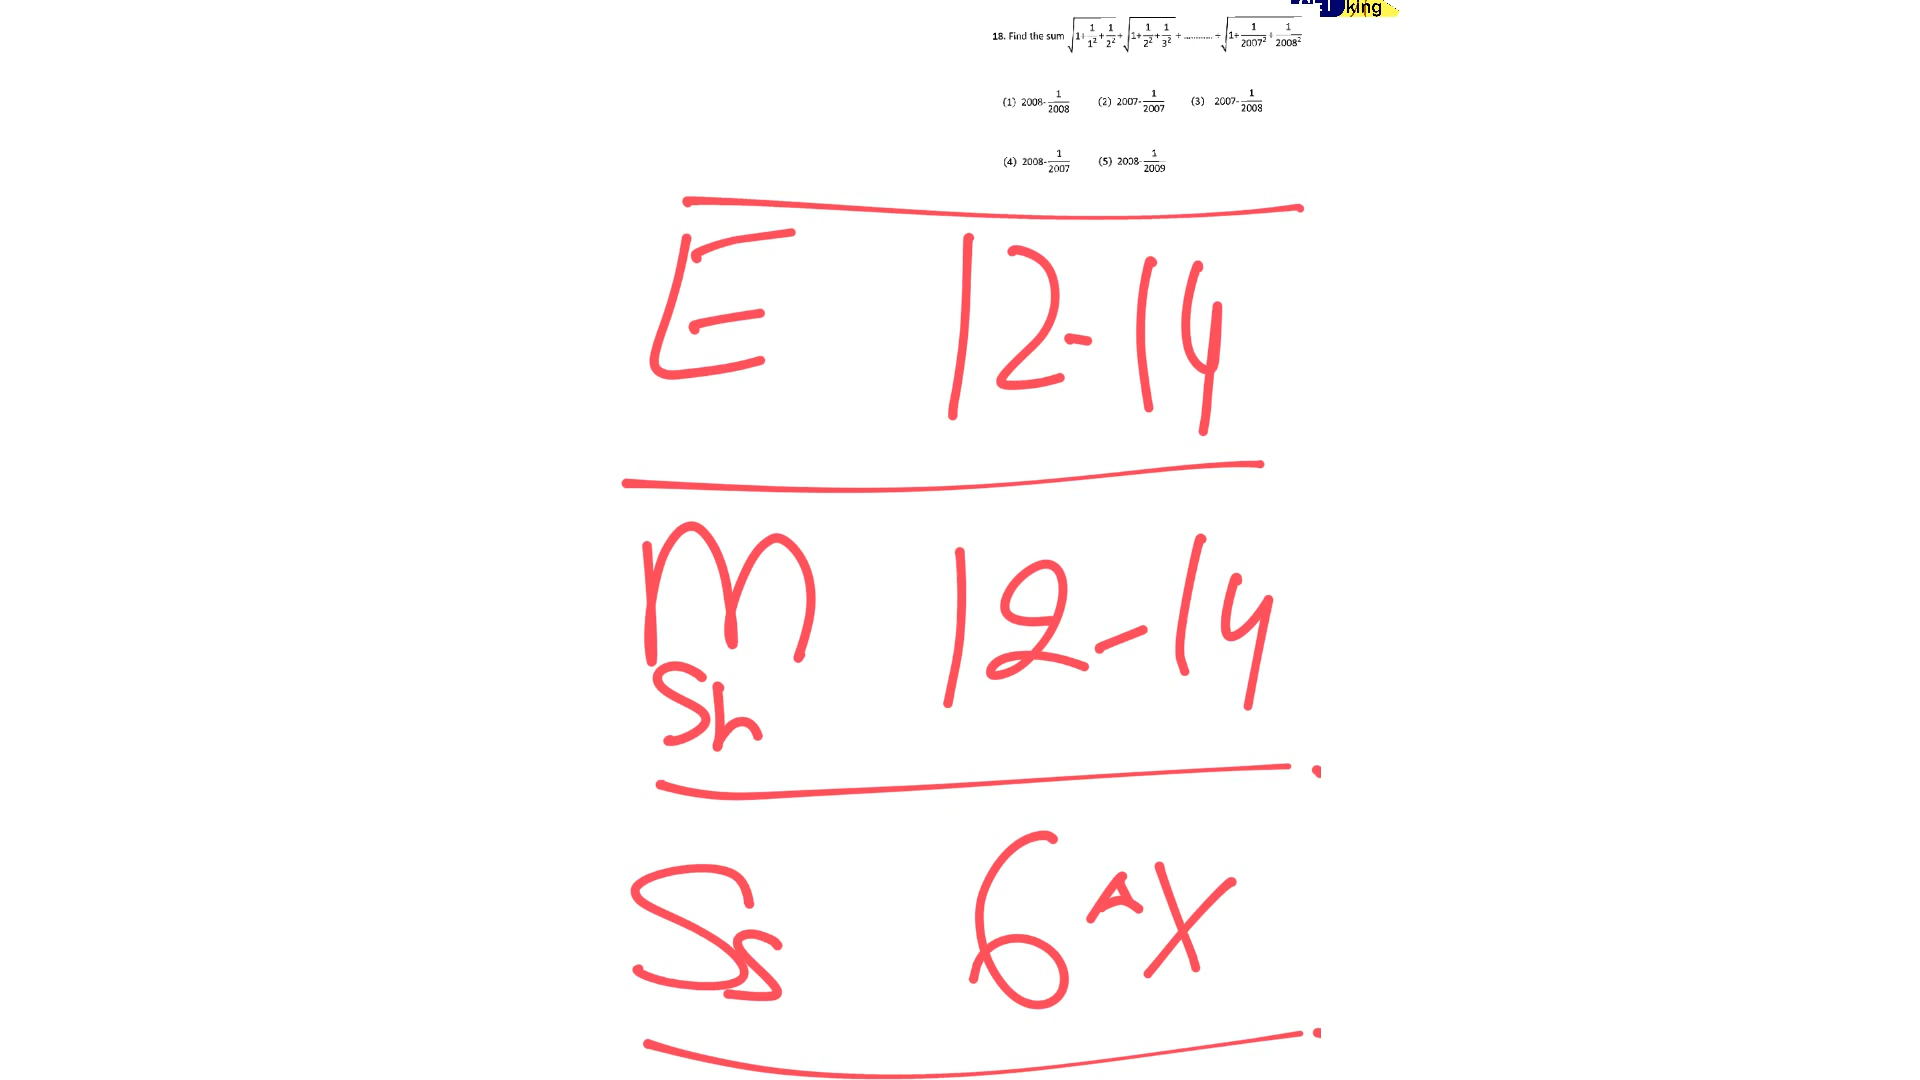 king
18. Find the sum √(1+1/1²+1/2²) + √(1+1/2²+1/3²) + ............ + √(1+1/2007²+1/2008²)
(1) 2008-1/2008 (2) 2007-1/2007 (3) 2007-1/2008
(4) 2008-1/2007 (5) 2008-1/2009
E 12-14
M 12-14
Sh
Ss 6 X